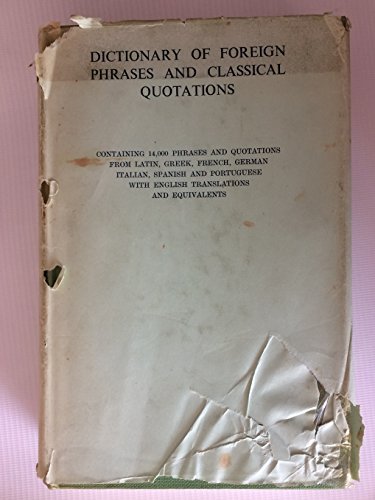 DICTIONARY OF FOREIGN
PHRASES AND CLASSICAL
QUOTATIONS
CONTAINING 14,000 PHRASES AND QUOTATIONS
FROM LATIN, GREEK, FRENCH, GERMAN
ITALIAN, SPANISH AND PORTUGUESE
WITH ENGLISH TRANSLATIONS
AND EQUIVALENTS